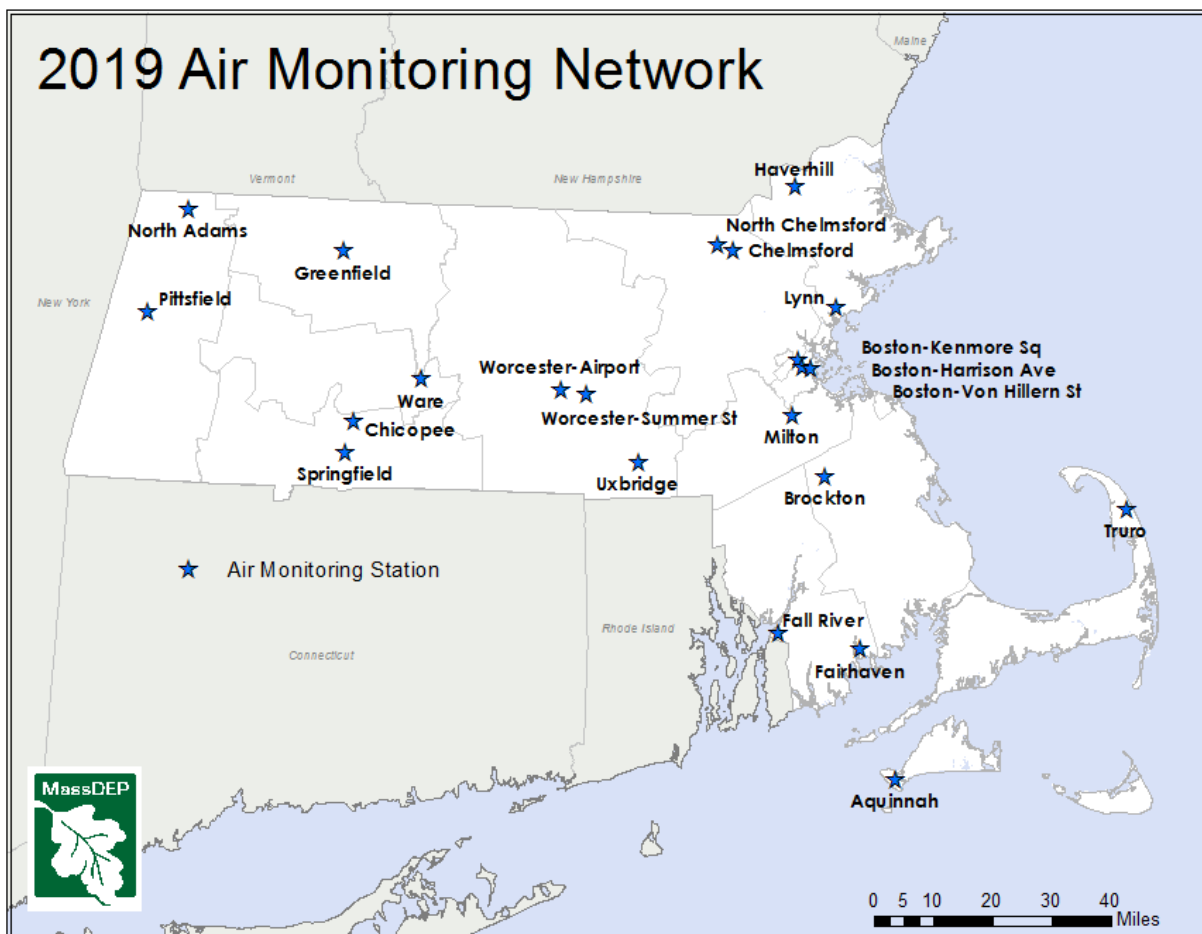 2019 Air Monitoring Network
Maine
Vermont
New Hampshire
Haverhill
North Adams
North Chelmsford
Chelmsford
Greenfield
New York
Pittsfield
Lynn
Boston-Kenmore Sq
Boston-Harrison Ave
Boston-Von Hillern St
Worcester-Airport
Ware
Worcester-Summer St
Chicopee
Milton
Springfield
Uxbridge
Brockton
Truro
Air Monitoring Station
Fall River
Rhode Island
Connecticut
Fairhaven
MassDEP
Aquinnah
0 5 10 20 30 40
Miles